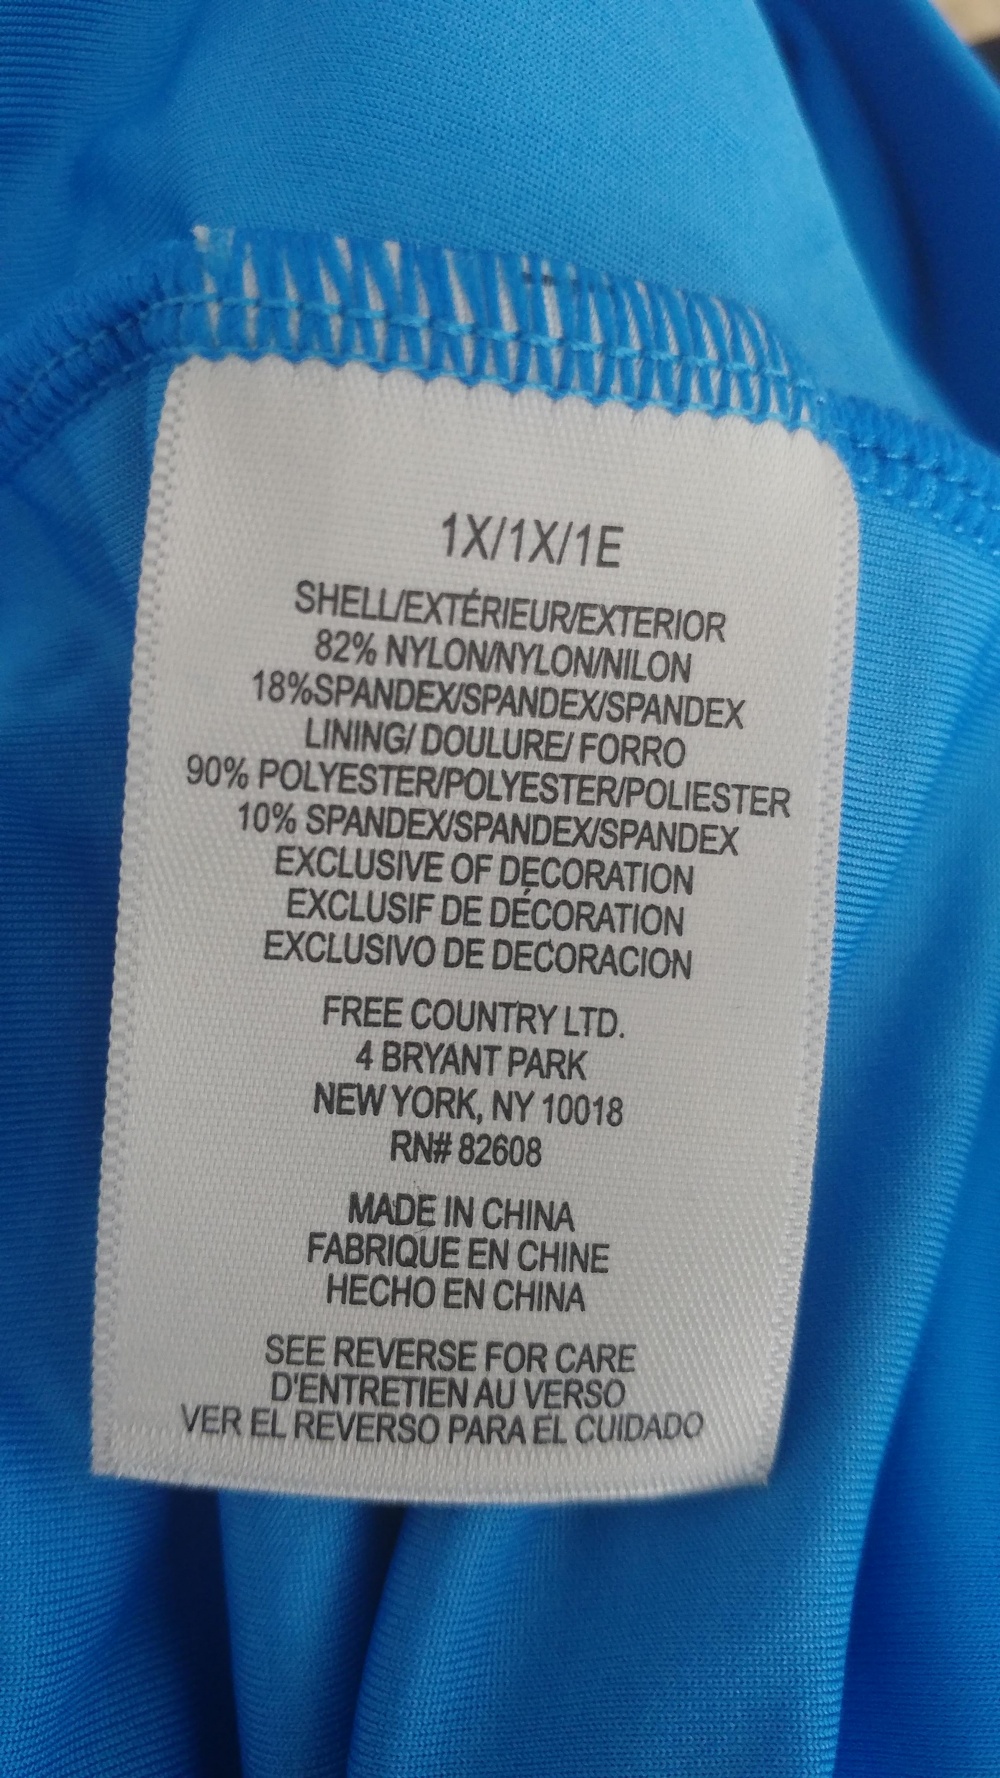 1X/1X/1E
SHELL/EXTÉRIEUR/EXTERIOR
82% NYLON/NYLON/NILON
18%SPANDEX/SPANDEX/SPANDEX
LINING/ DOULURE/ FORRO
90% POLYESTER/POLYESTER/POLIESTER
10% SPANDEX/SPANDEX/SPANDEX
EXCLUSIVE OF DECORATION
EXCLUSIF DE DÉCORATION
EXCLUSIVO DE DECORACION
FREE COUNTRY LTD.
4 BRYANT PARK
NEW YORK, NY 10018
RN# 82608
MADE IN CHINA
FABRIQUE EN CHINE
HECHO EN CHINA
SEE REVERSE FOR CARE
D'ENTRETIEN AU VERSO
VER EL REVERSO PARA EL CUIDADO